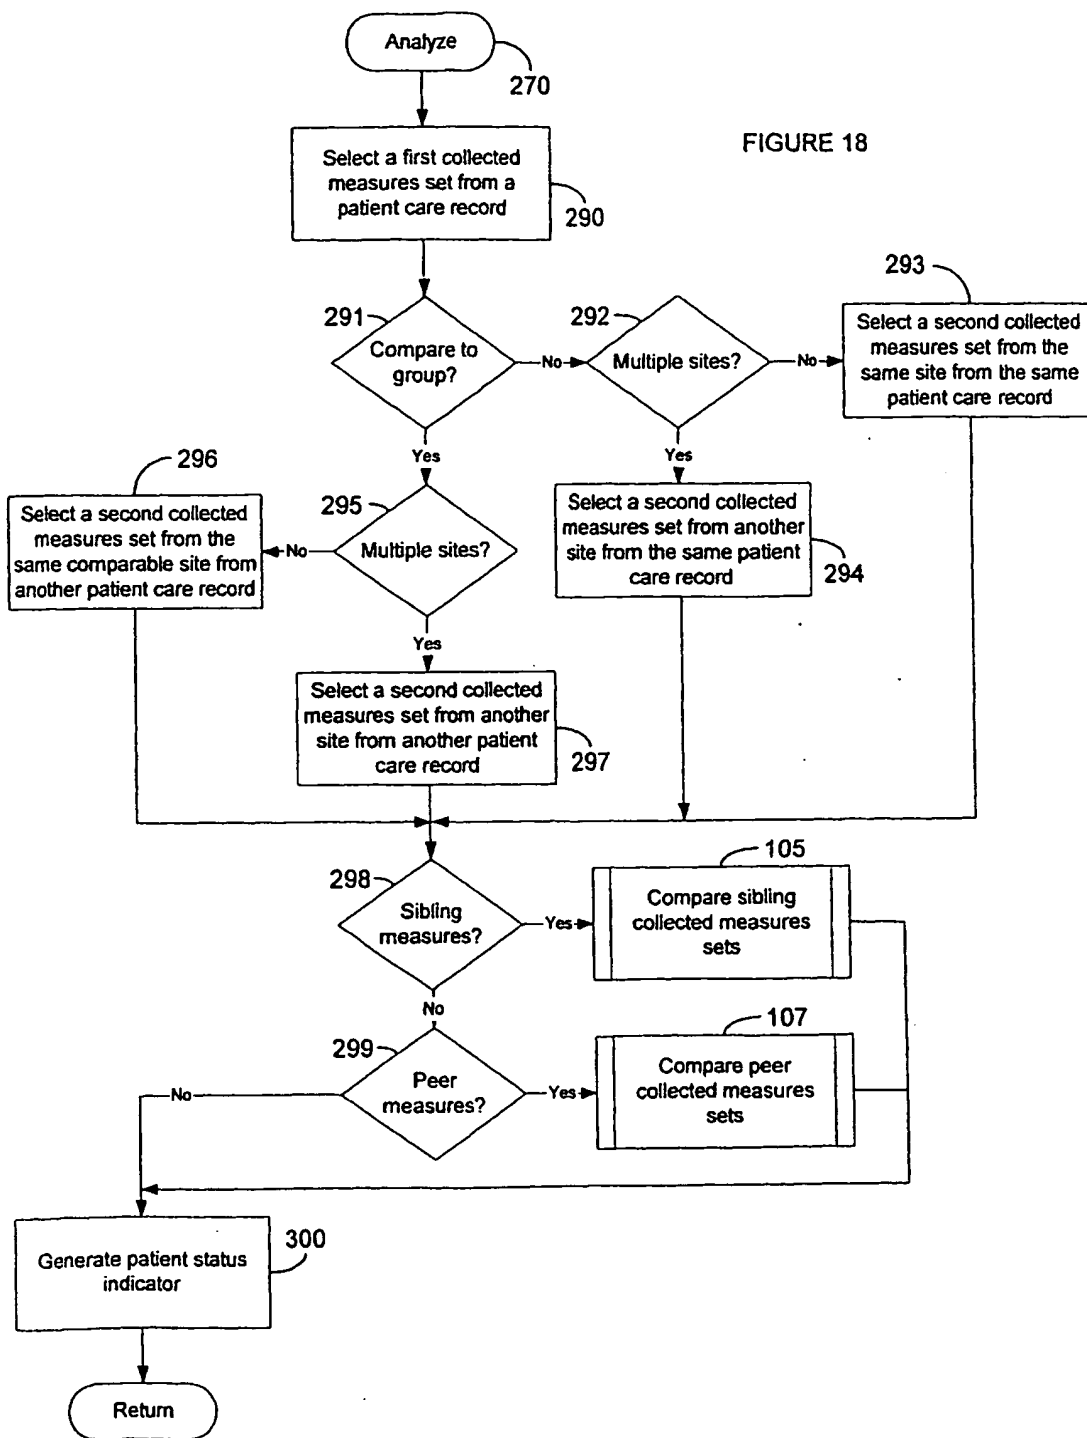 Analyze
270
FIGURE 18
Select a first collected
measures set from a
patient care record
290
293
291
Compare to
group?
No
292
Multiple sites?
No
Select a second collected
measures set from the
same site from the same
patient care record
Yes
Yes
296
Select a second collected
measures set from the
same comparable site from
another patient care record
No
295
Multiple sites?
Select a second collected
measures set from another
site from the same patient
care record
294
Yes
Select a second collected
measures set from another
site from another patient
care record
297
298
Sibling
measures?
Yes
105
Compare sibling
collected measures
sets
No
299
Peer
measures?
Yes
107
Compare peer
collected measures
sets
No
Generate patient status
indicator
300
Return